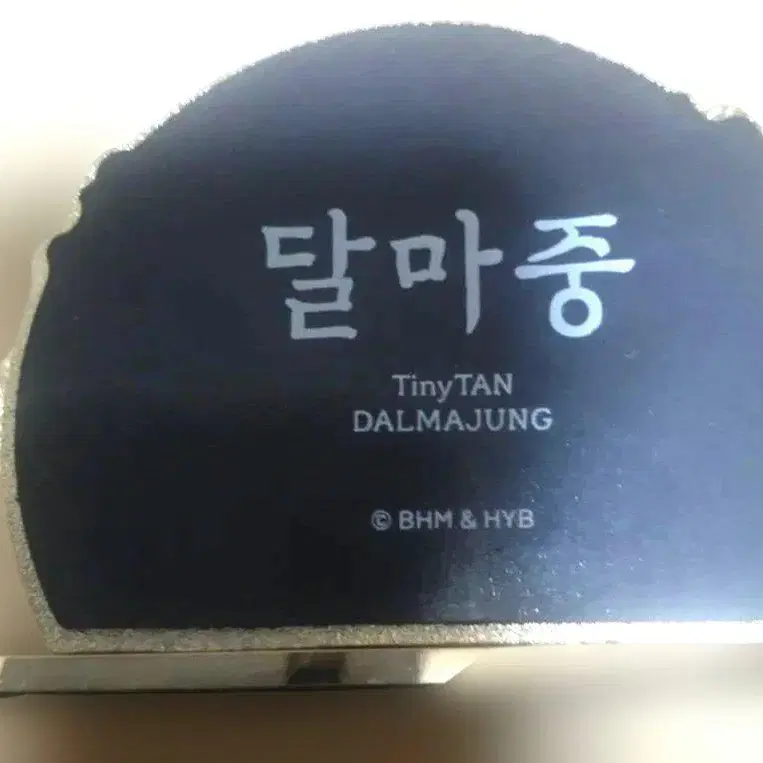 달마중
TinyTAN
DALMAJUNG
© BHM & HYB